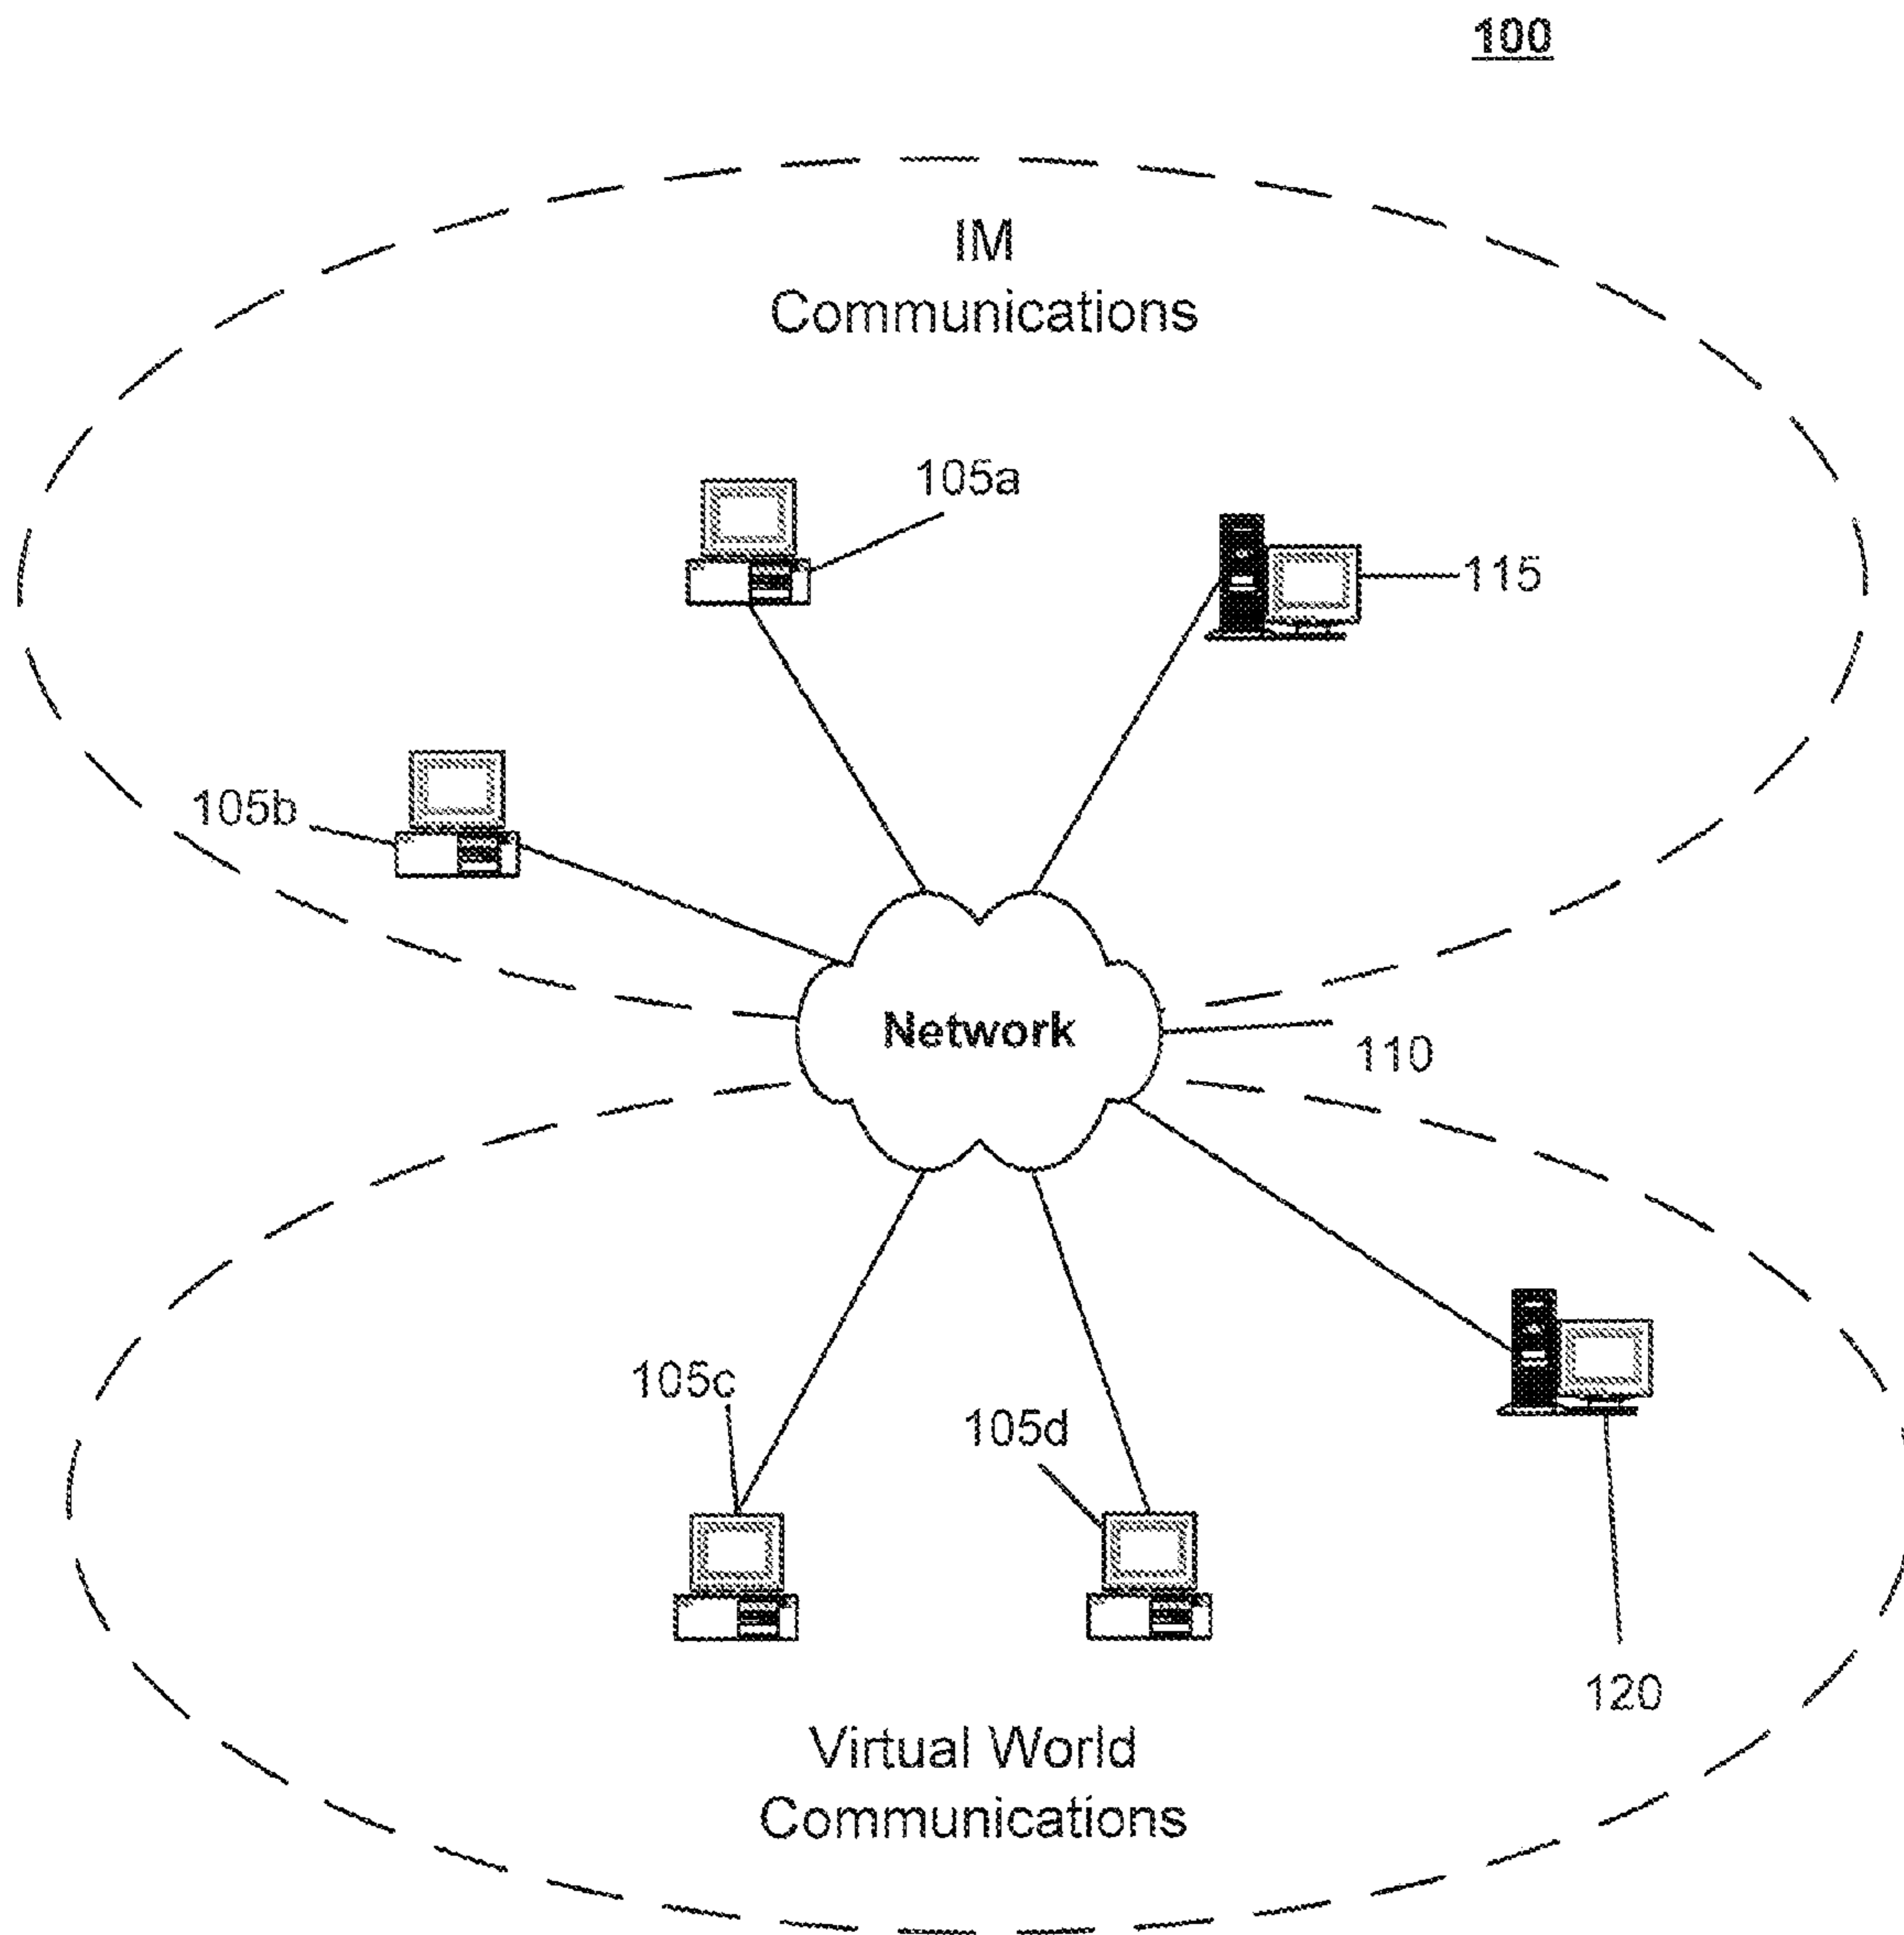 100
IM
Communications
105a
115
105b
Network
110
105c
105d
120
Virtual World
Communications